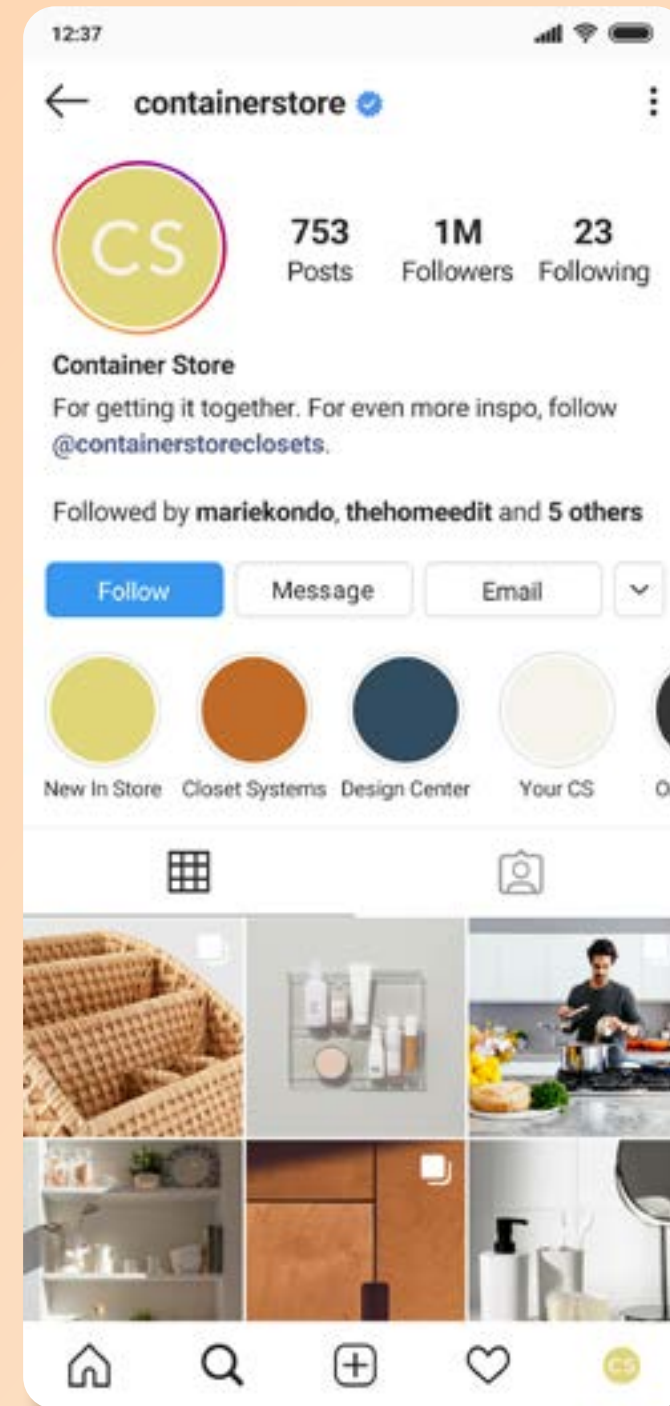 12:37
containerstore
CS
753 1M 23
Posts Followers Following
Container Store
For getting it together. For even more inspo, follow
@containerstoreclosets.
Followed by mariekondo, thehomeedit and 5 others
Follow Message Email
New In Store Closet Systems Design Center Your CS
CS